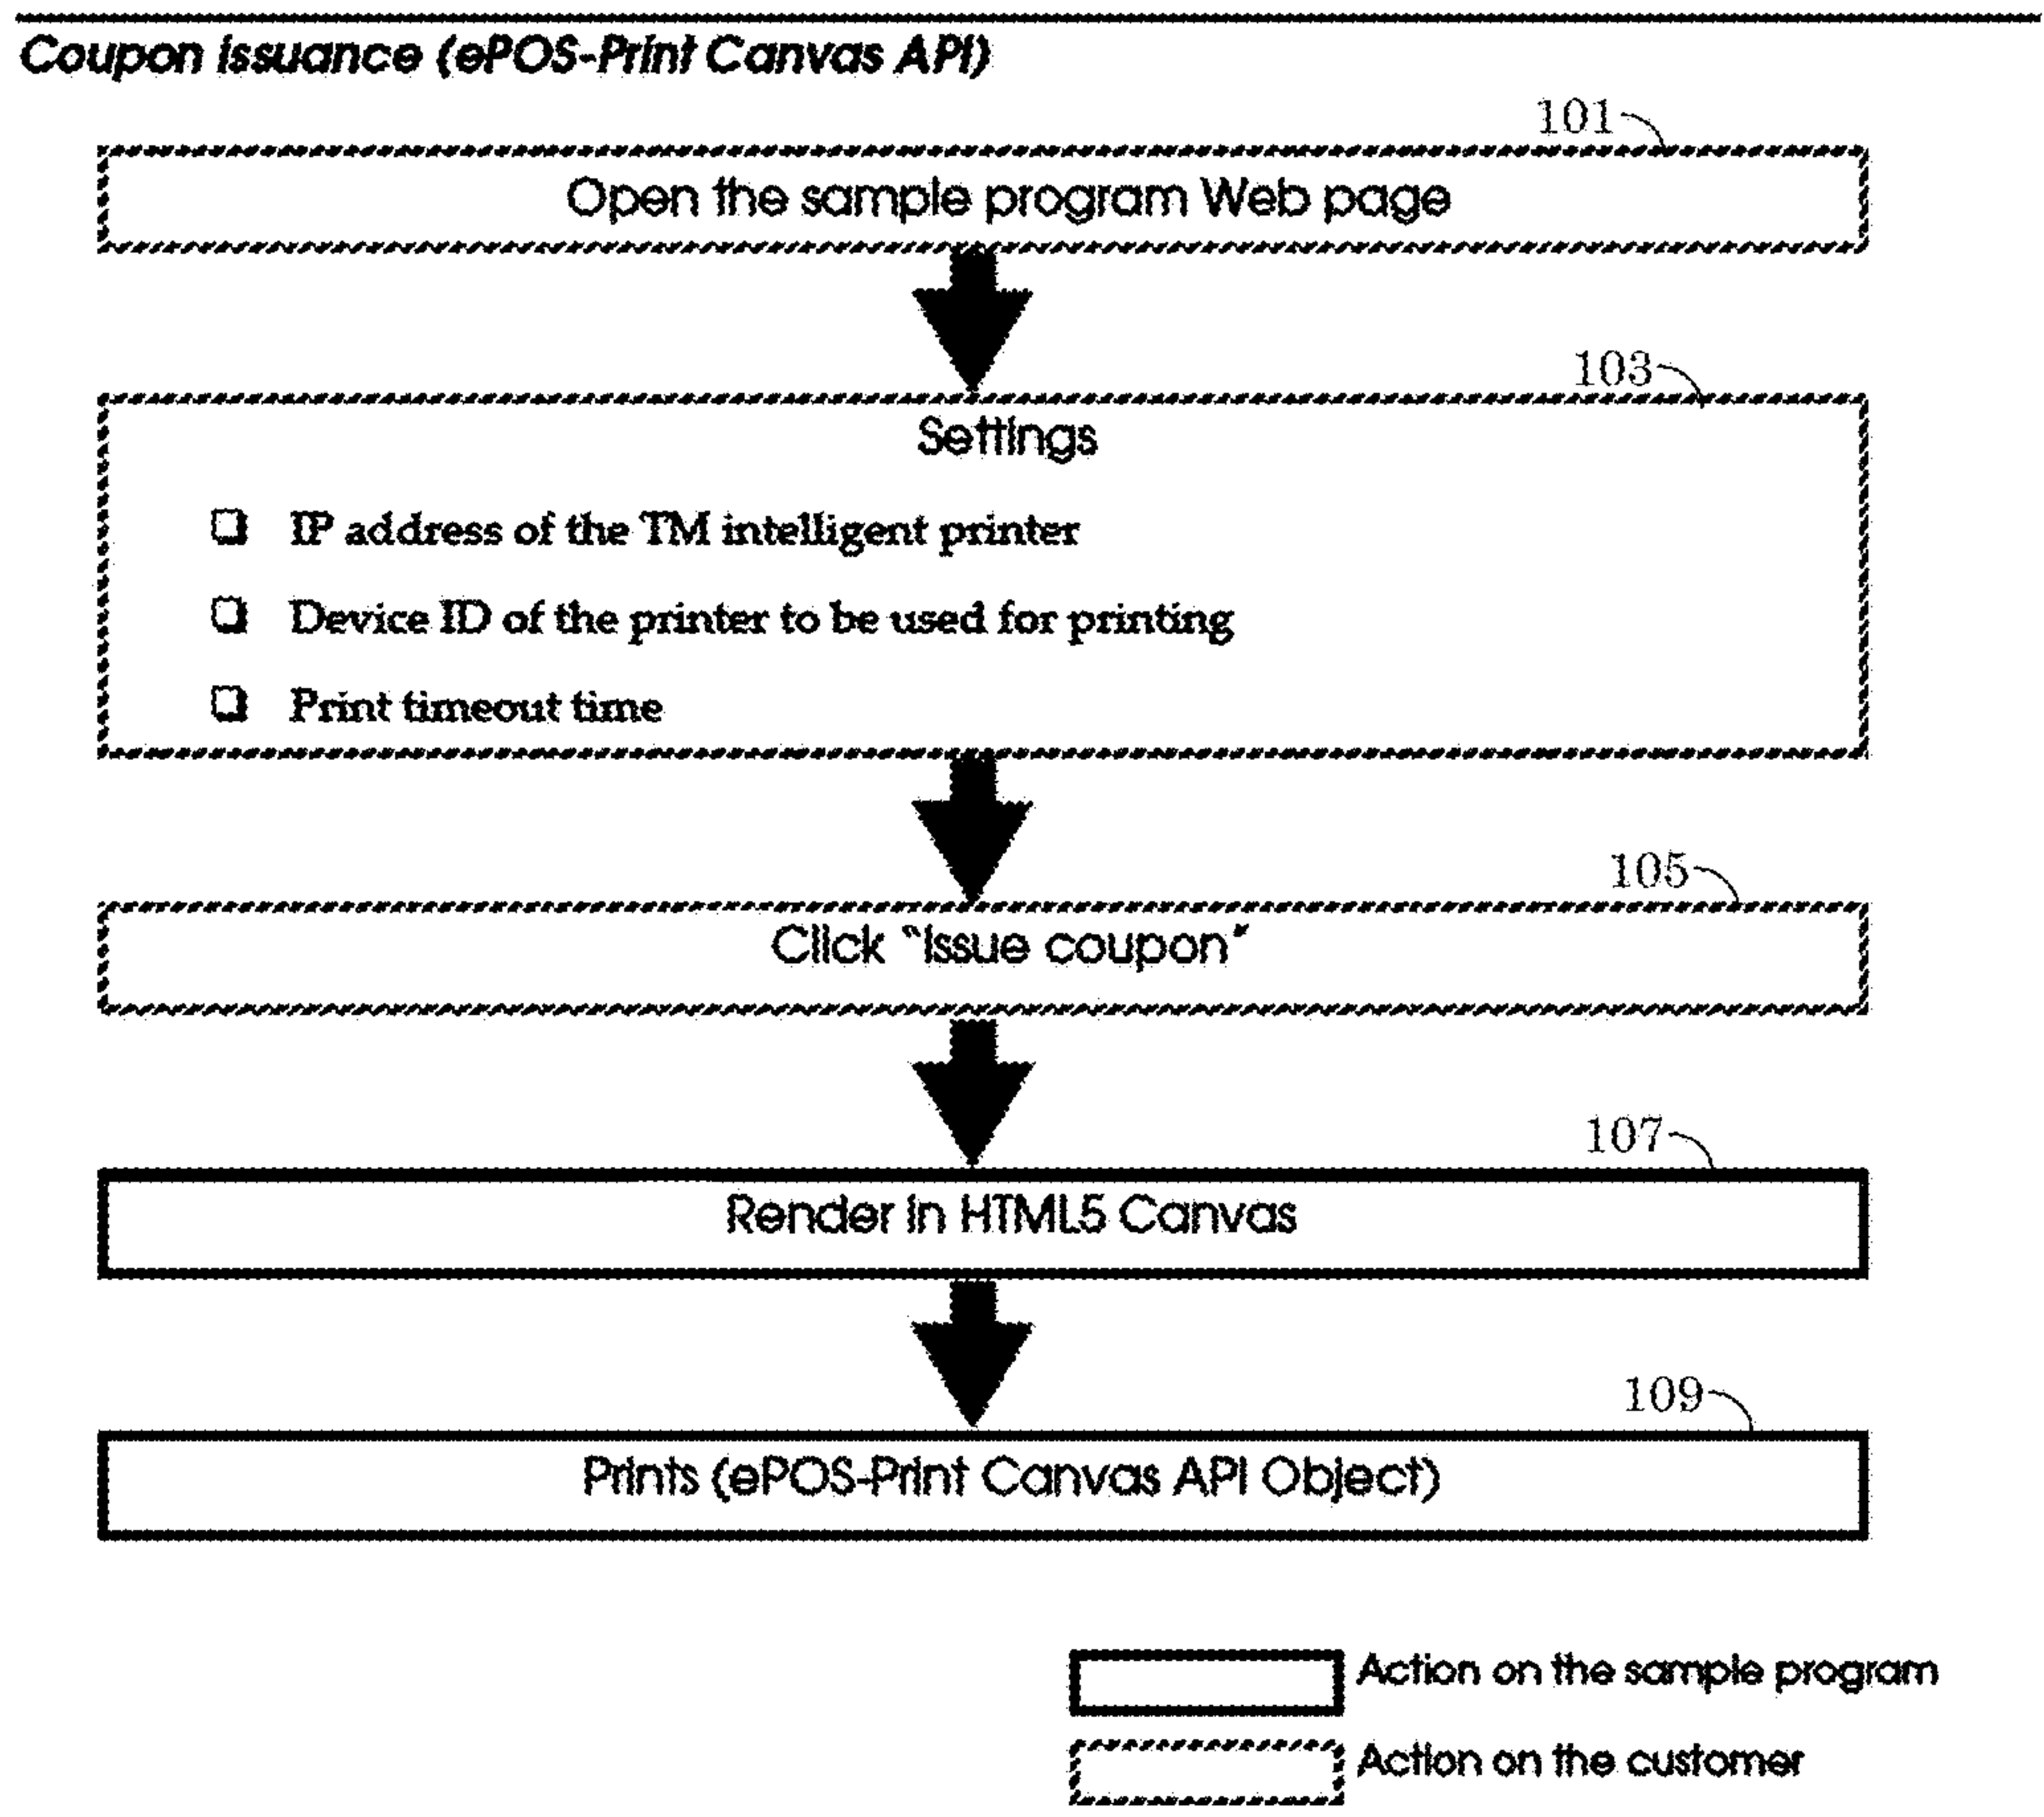 Coupon issuance (ePOS-Print Canvas API)
101
Open the sample program Web page
103
Settings
IP address of the TM intelligent printer
Device ID of the printer to be used for printing
Print timeout time
105
Click "Issue coupon"
107
Render in HTML5 Canvas
109
Prints (ePOS-Print Canvas API Object)
Action on the sample program
Action on the customer